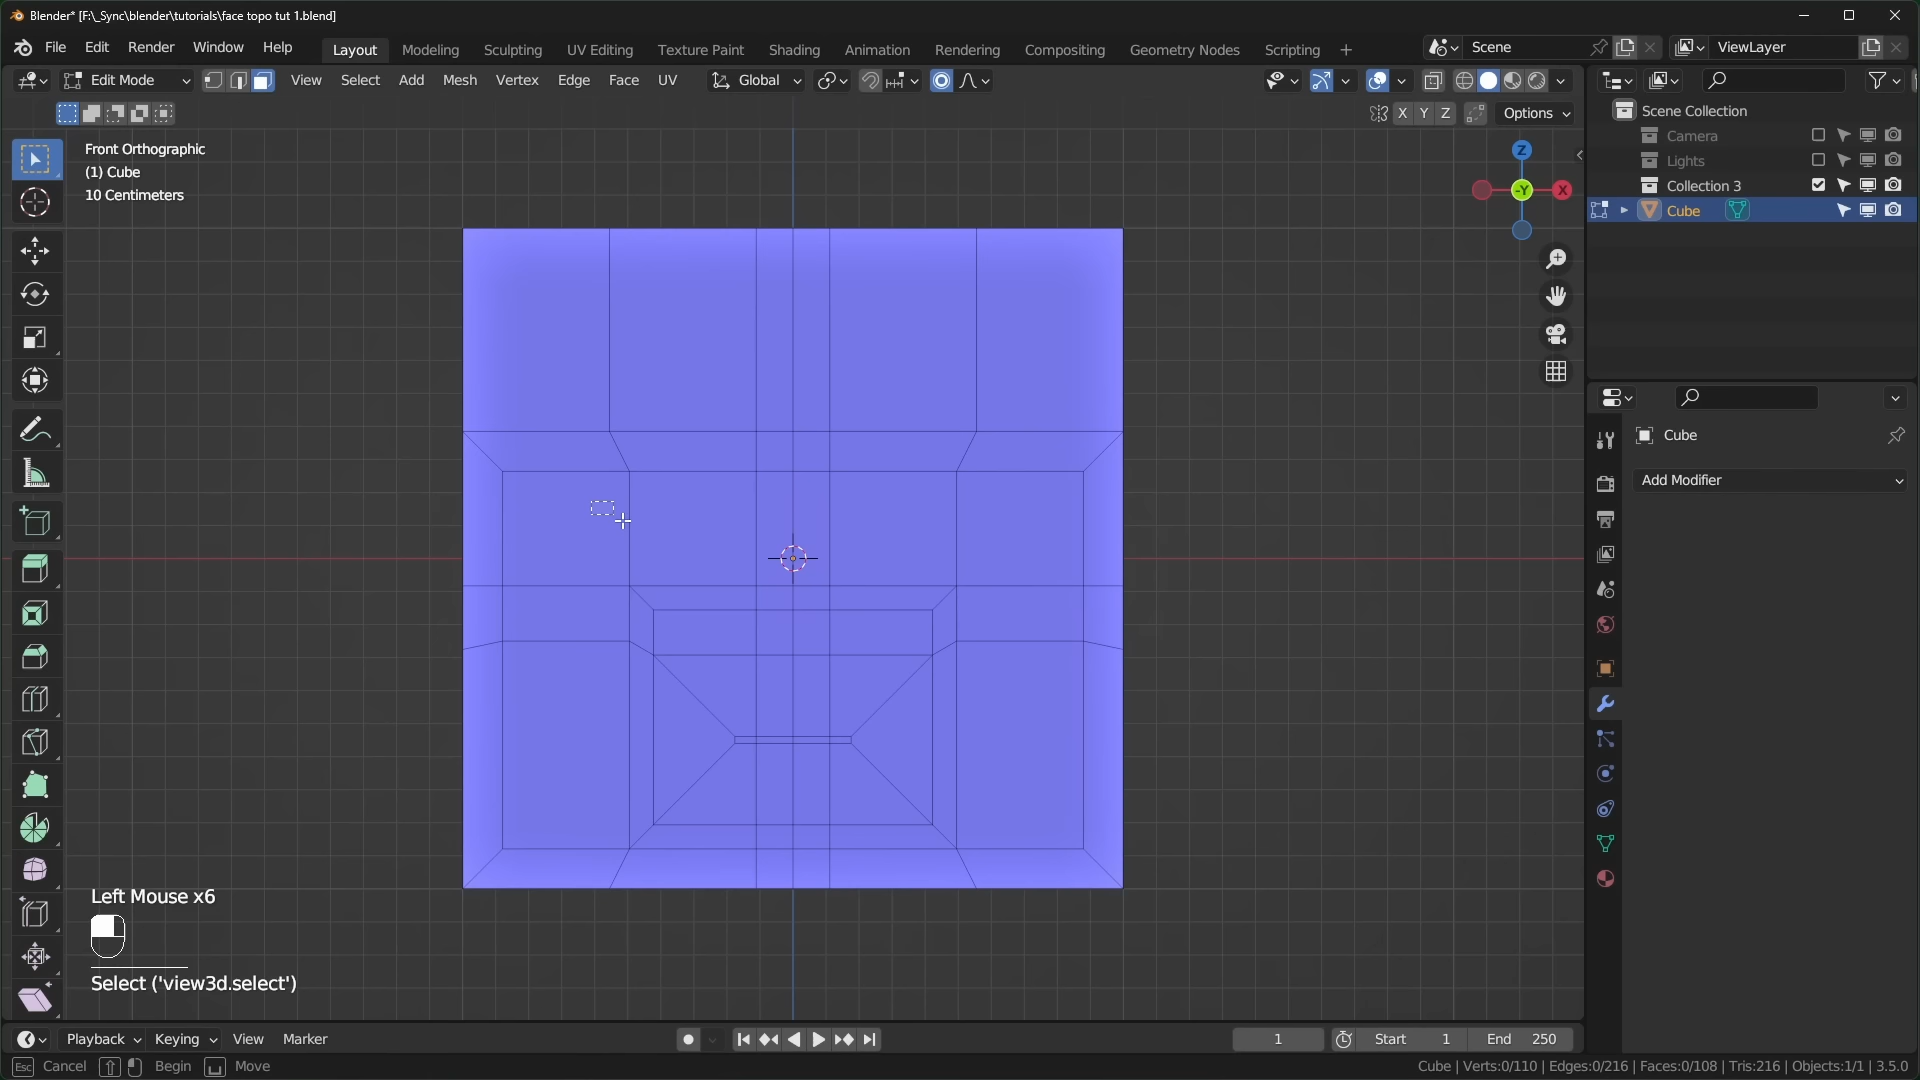 Blender* [F:\_Sync\blender\tutorials\face topo tut 1.blend]
File Edit Render Window Help
Layout Modeling Sculpting UV Editing Texture Paint Shading Animation Rendering Compositing Geometry Nodes Scripting +
Scene
ViewLayer
Edit Mode
View Select Add Mesh Vertex Edge Face UV
Global
X Y Z
Options
Front Orthographic
(1) Cube
10 Centimeters
Z
-Y
X
Scene Collection
Camera
Lights
Collection 3
Cube
Cube
Add Modifier
Left Mouse x6
Select ('view3d.select')
Playback Keying View Marker
1
Start 1
End 250
Esc Cancel Begin Move
Cube | Verts:0/110 | Edges:0/216 | Faces:0/108 | Tris:216 | Objects:1/1 | 3.5.0